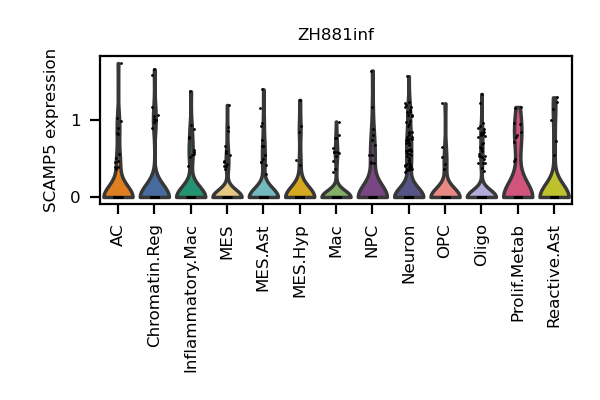 ZH881inf
SCAMP5 expression
1
0
AC
Chromatin.Reg
Inflammatory.Mac
MES
MES.Ast
MES.Hyp
Mac
NPC
Neuron
OPC
Oligo
Prolif.Metab
Reactive.Ast